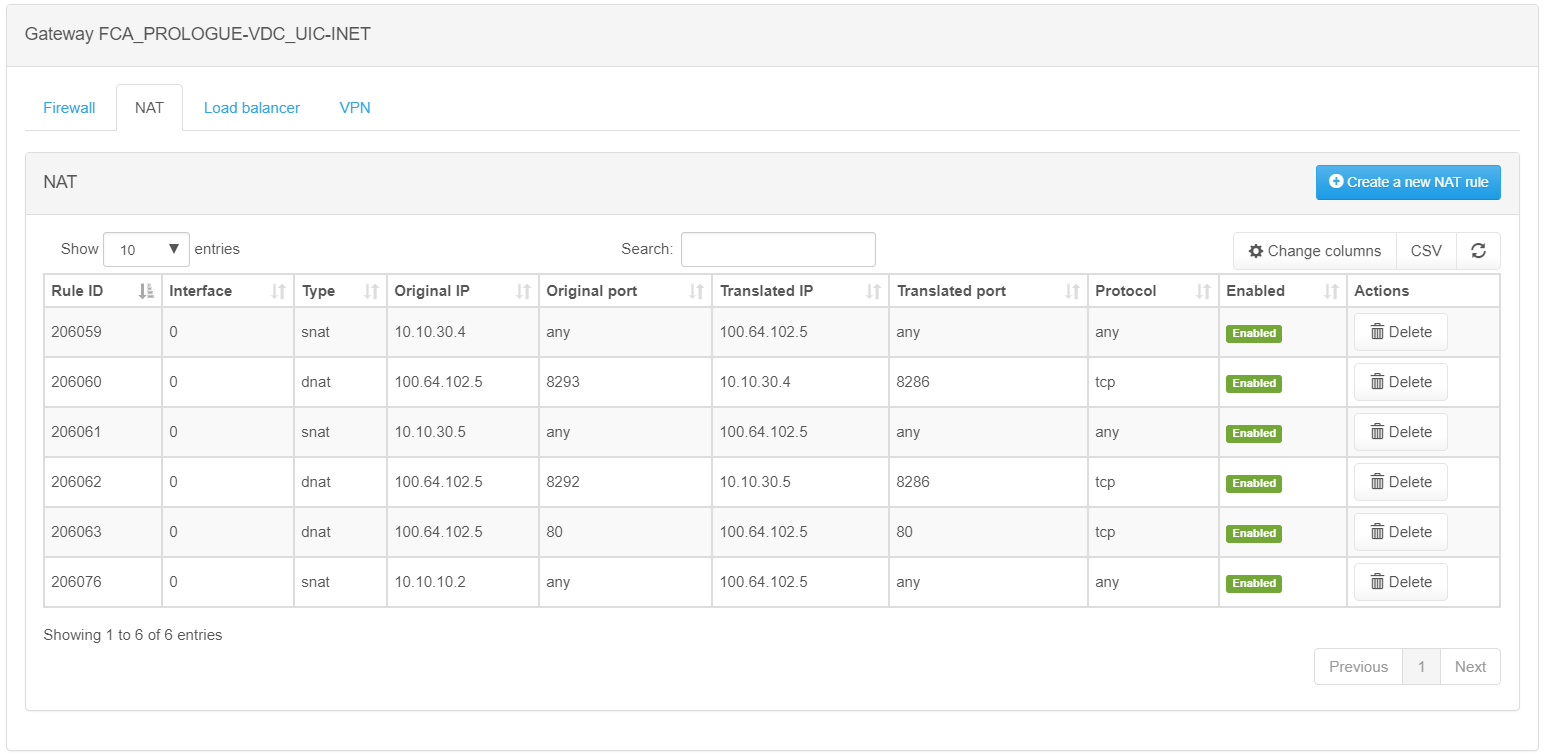 Gateway FCA_PROLOGUE-VDC_UIC-INET
Firewall NAT Load balancer VPN
NAT Create a new NAT rule
Show 10 entries Search: Change columns CSV
Rule ID Interface Type Original IP Original port Translated IP Translated port Protocol Enabled Actions
206059 0 snat 10.10.30.4 any 100.64.102.5 any any Enabled Delete
206060 0 dnat 100.64.102.5 8293 10.10.30.4 8286 tcp Enabled Delete
206061 0 snat 10.10.30.5 any 100.64.102.5 any any Enabled Delete
206062 0 dnat 100.64.102.5 8292 10.10.30.5 8286 tcp Enabled Delete
206063 0 dnat 100.64.102.5 80 100.64.102.5 80 tcp Enabled Delete
206076 0 snat 10.10.10.2 any 100.64.102.5 any any Enabled Delete
Showing 1 to 6 of 6 entries
Previous 1 Next